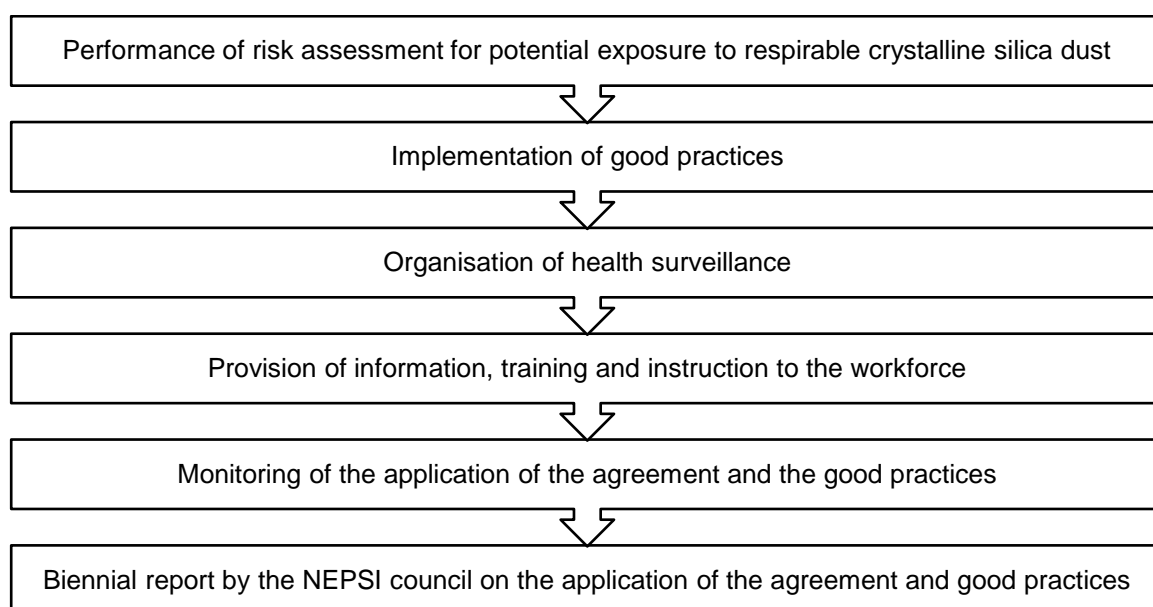 Performance of risk assessment for potential exposure to respirable crystalline silica dust
Implementation of good practices
Organisation of health surveillance
Provision of information, training and instruction to the workforce
Monitoring of the application of the agreement and the good practices
Biennial report by the NEPSI council on the application of the agreement and good practices